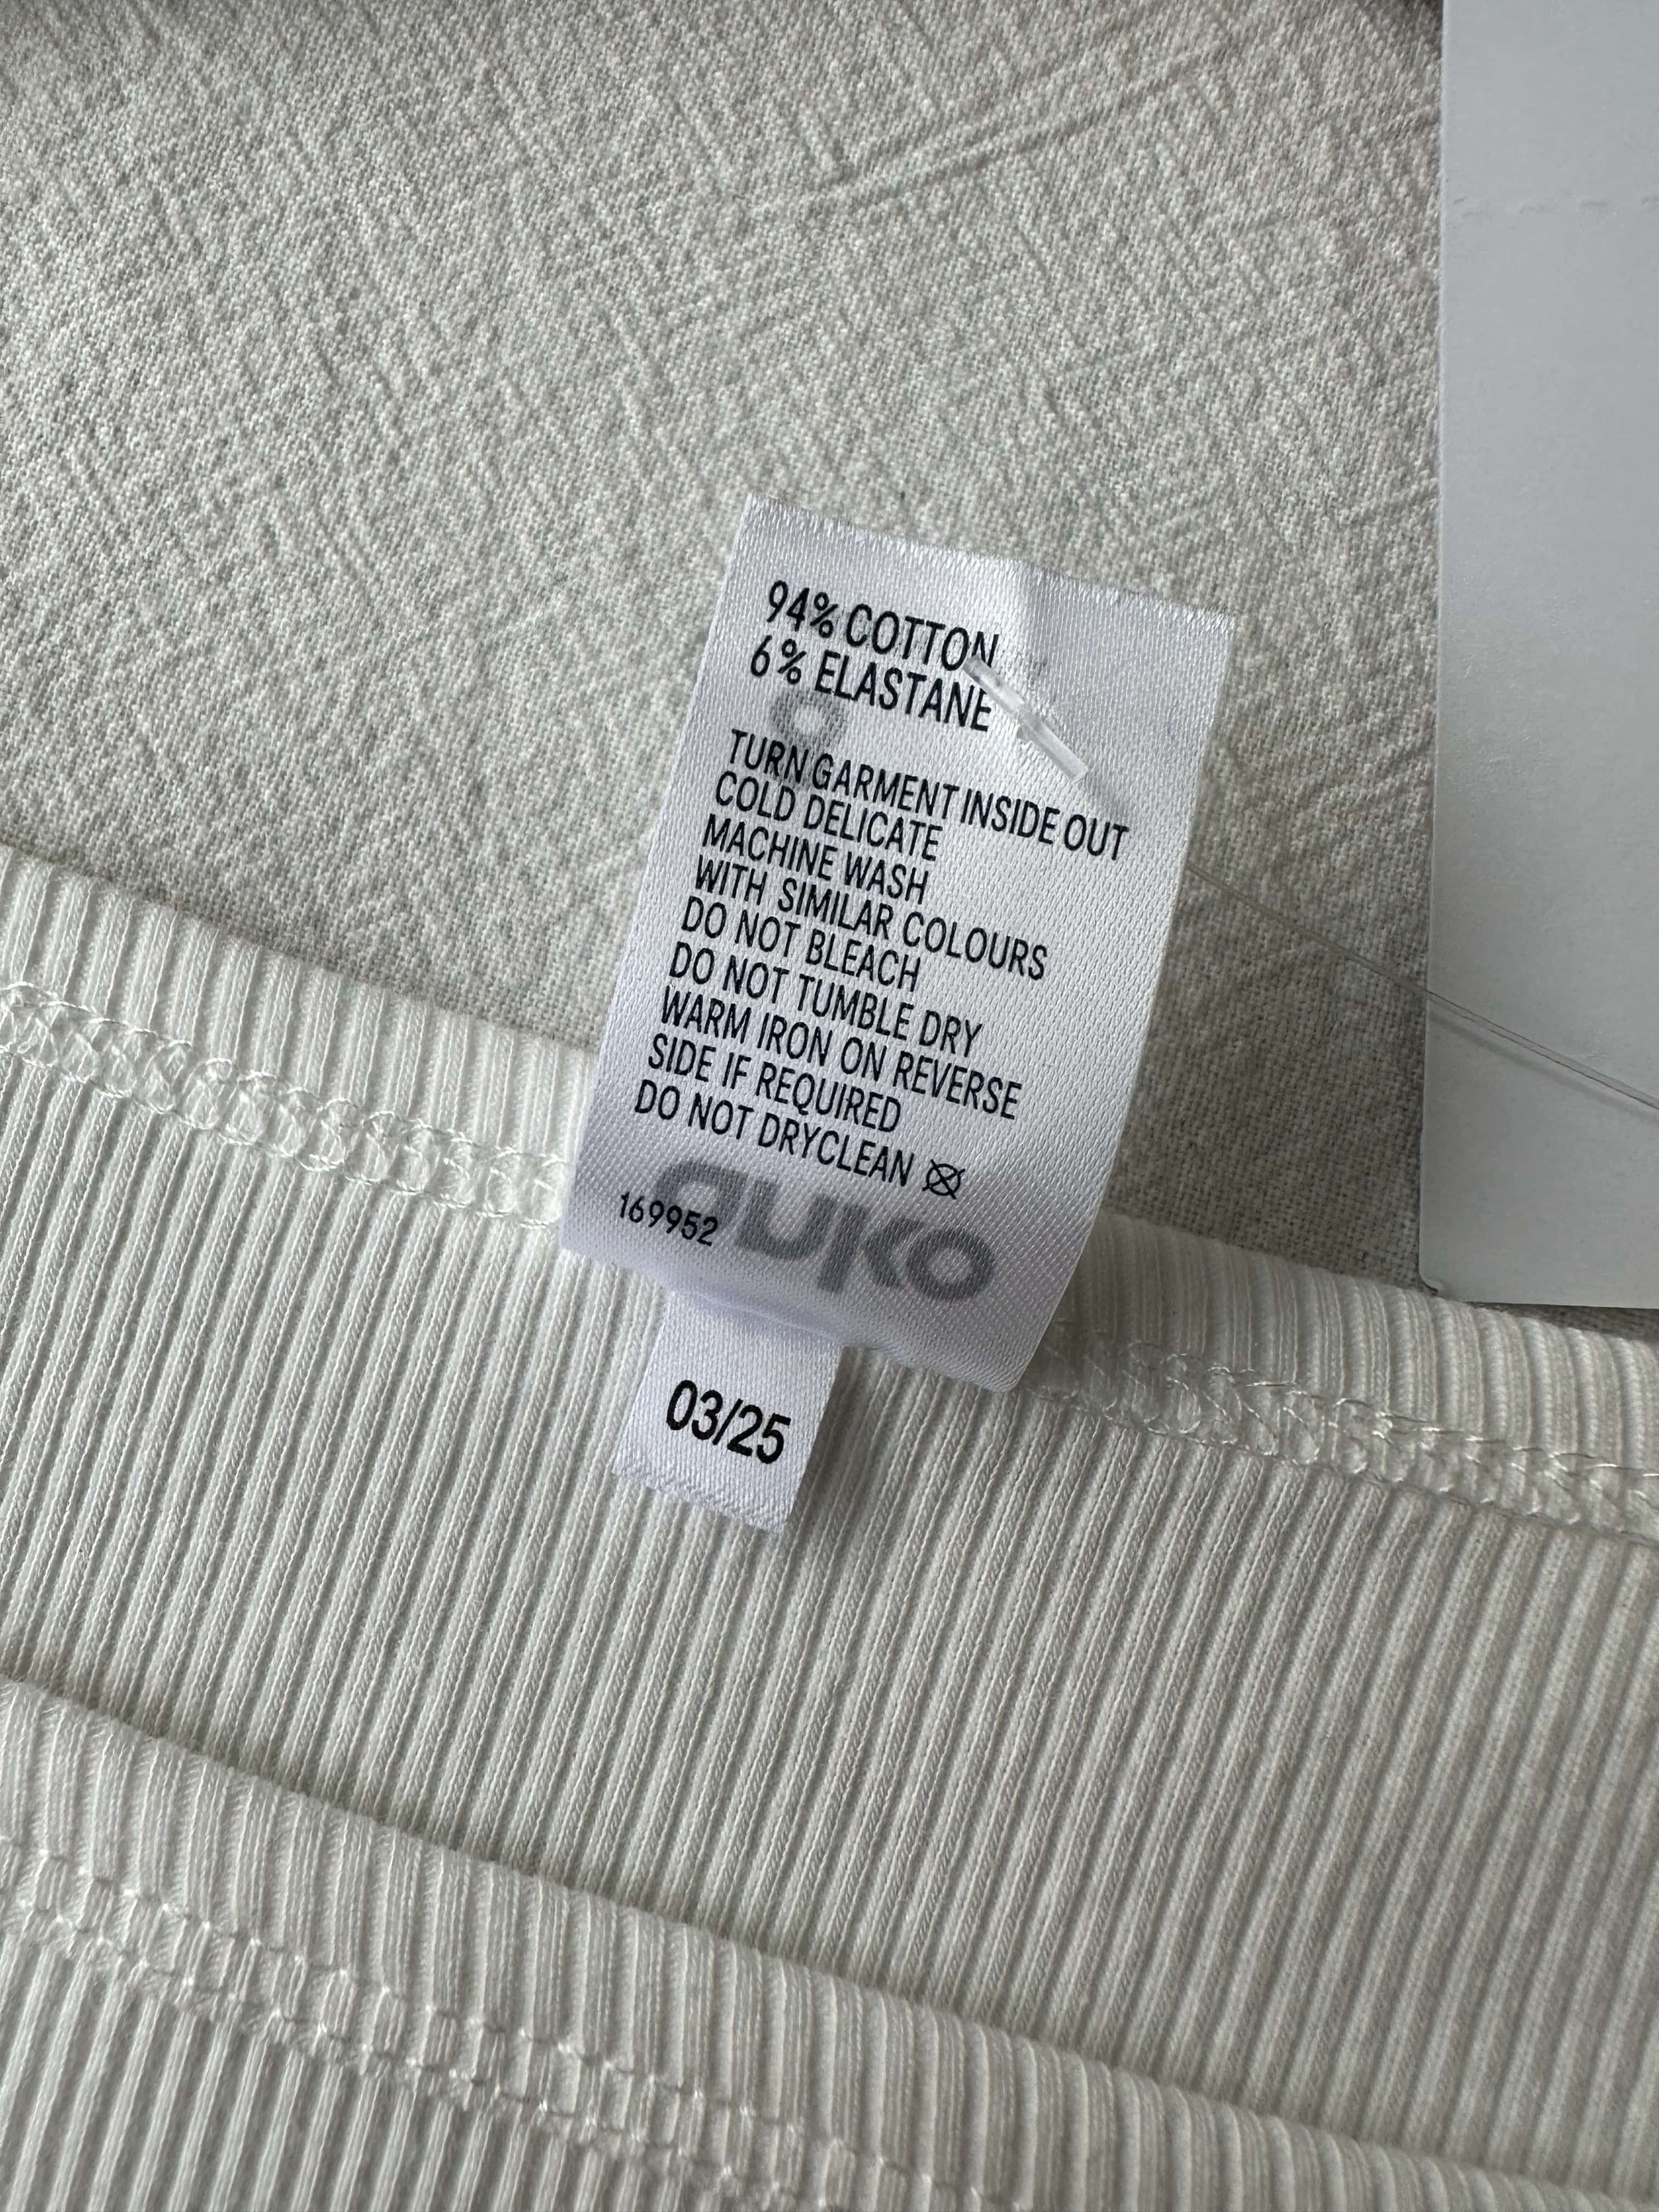 94% COTTON
6% ELASTANE
8
TURN GARMENT INSIDE OUT
COLD DELICATE
MACHINE WASH
WITH SIMILAR COLOURS
DO NOT BLEACH
DO NOT TUMBLE DRY
WARM IRON ON REVERSE
SIDE IF REQUIRED
DO NOT DRYCLEAN
169952
03/25